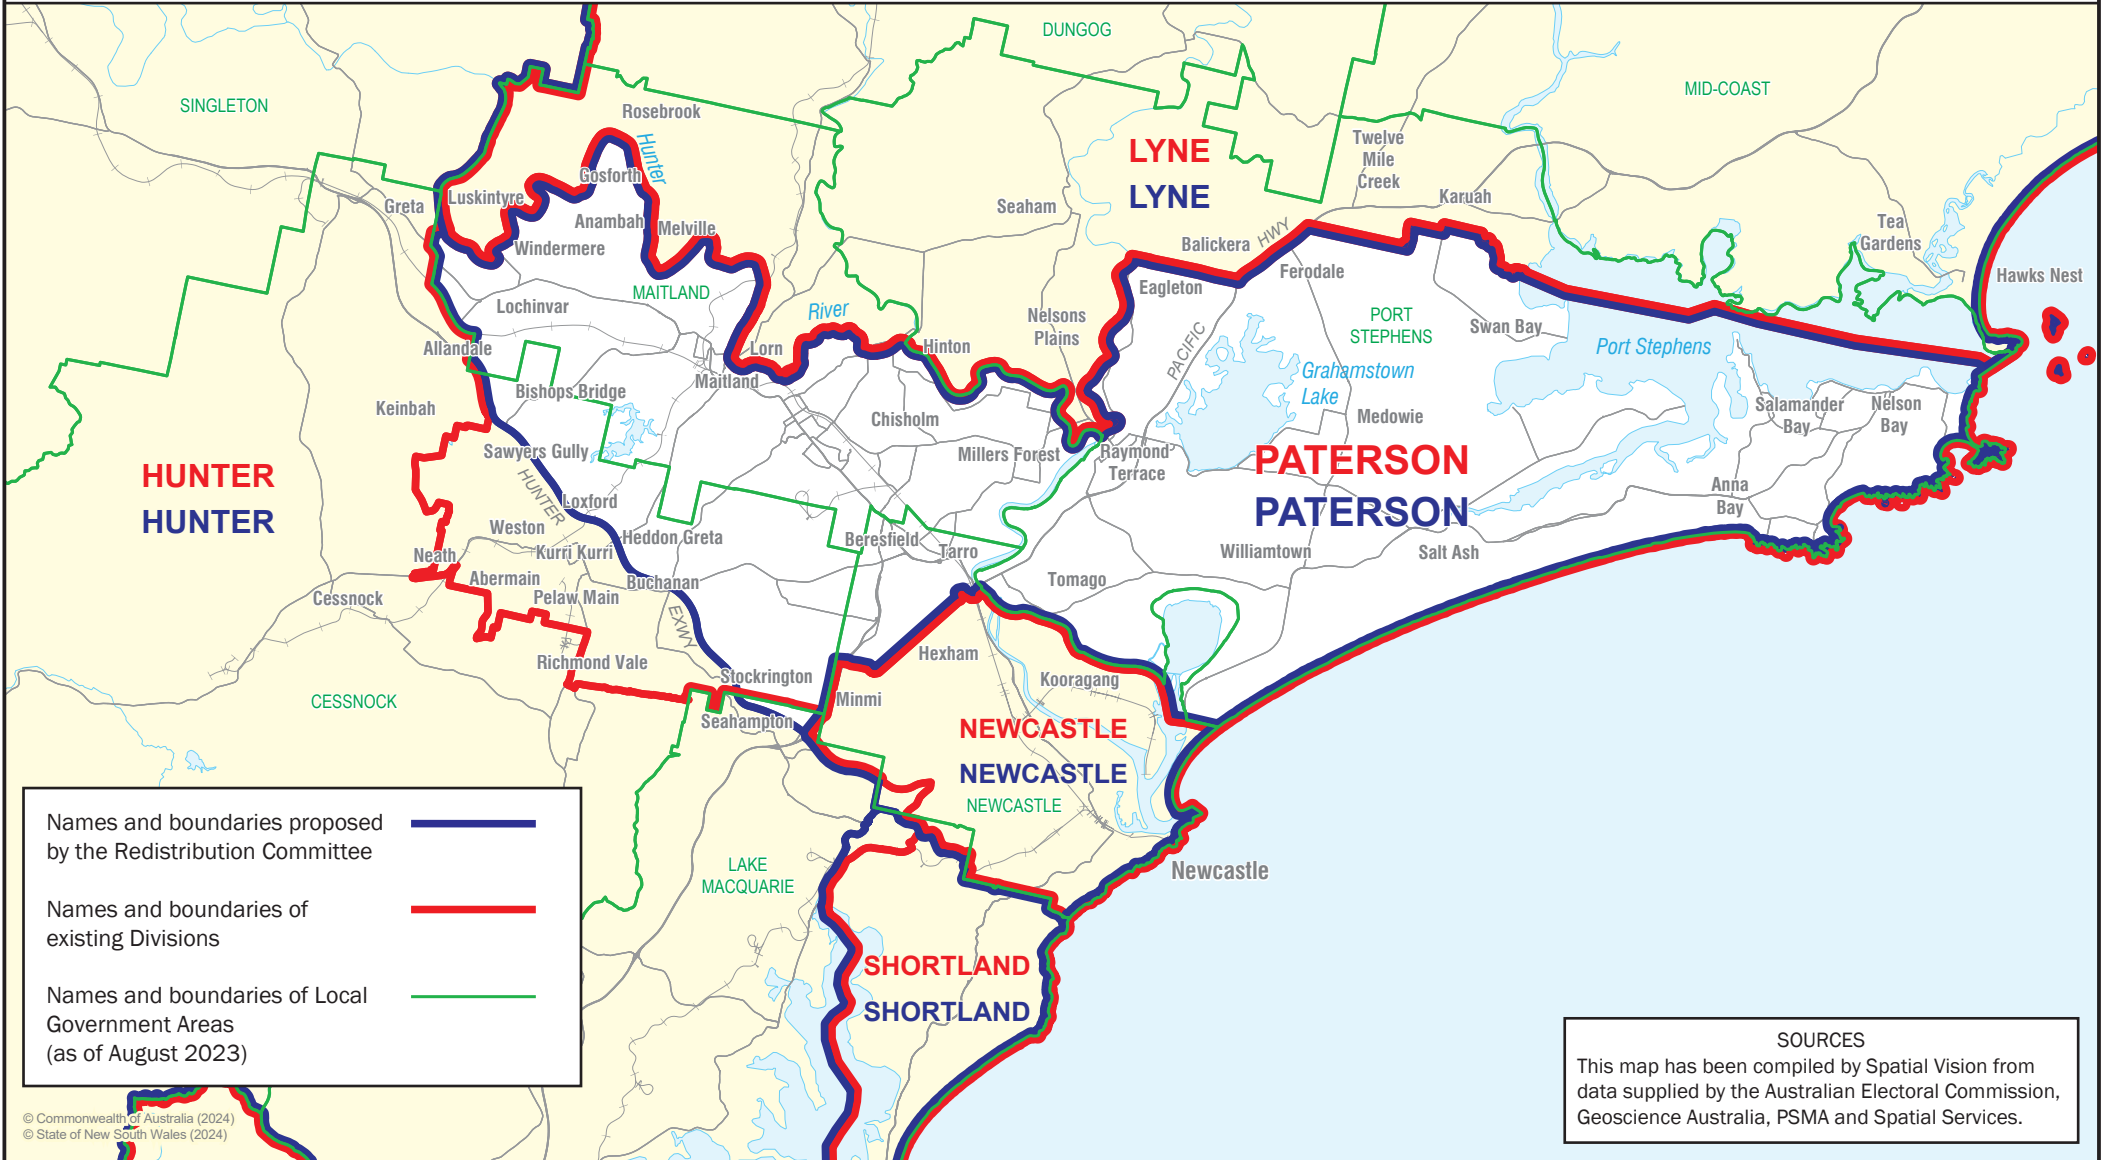 DUNGOG
SINGLETON
MID-COAST
Rosebrook
Hunter
LYNE
LYNE
Twelve
Mile
Creek
Gosforth
Luskintyre
Greta
Karuah
Seaham
Anambah
Melville
Windermere
Balickera
HWY
Tea
Gardens
Ferodale
Hawks Nest
Eagleton
MAITLAND
Lochinvar
River
Nelsons
Plains
PORT
STEPHENS
Swan Bay
Port Stephens
PACIFIC
Allandale
Lorn
Hinton
Maitland
Grahamstown
Lake
Bishops Bridge
Keinbah
Chisholm
Medowie
Salamander
Bay
Nelson
Bay
Sawyers Gully
Millers Forest
Raymond
Terrace
PATERSON
PATERSON
HUNTER
HUNTER
HUNTER
Anna
Bay
Loxford
Weston
Heddon Greta
Beresfield
Tarro
Kurri Kurri
Neath
Williamtown
Salt Ash
Abermain
Buchanan
Tomago
Pelaw Main
Cessnock
EXWY
Hexham
Richmond Vale
Stockrington
Kooragang
CESSNOCK
Minmi
Seahampton
NEWCASTLE
NEWCASTLE
NEWCASTLE
LAKE
MACQUARIE
Newcastle
SHORTLAND
SHORTLAND
Names and boundaries proposed
by the Redistribution Committee
Names and boundaries of
existing Divisions
Names and boundaries of Local
Government Areas
(as of August 2023)
© Commonwealth of Australia (2024)
© State of New South Wales (2024)
SOURCES
This map has been compiled by Spatial Vision from
data supplied by the Australian Electoral Commission,
Geoscience Australia, PSMA and Spatial Services.